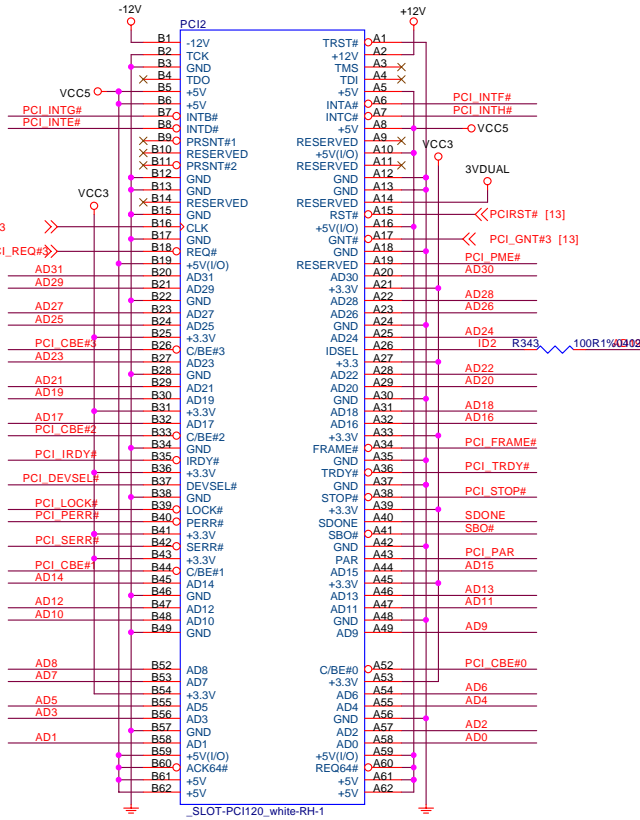 -12V +12V
PCI2
B1 -12V TRST# A1
B2 TCK +12V A2
B3 GND TMS A3
B4 TDO TDI A4
VCC5 B5 +5V +5V A5
B6 +5V INTA# A6 PCI_INTF#
PCI_INTG# B7 INTB# INTC# A7 PCI_INTH#
PCI_INTE# B8 INTD# +5V A8 VCC5
B9 PRSNT#1 RESERVED A9
B10 RESERVED +5V(I/O) A10
B11 PRSNT#2 RESERVED A11 VCC3
B12 GND GND A12
B13 GND GND A13 3VDUAL
B14 RESERVED RESERVED A14
VCC3 B15 GND RST# A15 PCIRST# [13]
3 B16 CLK +5V(I/O) A16
B17 GND GNT# A17 PCI_GNT#3 [13]
CI_REQ#3 B18 REQ# GND A18
B19 +5V(I/O) RESERVED A19 PCI_PME#
AD31 B20 AD31 AD30 A20 AD30
AD29 B21 AD29 +3.3V A21
B22 GND AD28 A22 AD28
AD27 B23 AD27 AD26 A23 AD26
AD25 B24 AD25 GND A24
B25 +3.3V AD24 A25 AD24
PCI_CBE#3 B26 C/BE#3 IDSEL A26 ID2 R343 100R1%0402
AD23 B27 AD23 +3.3 A27
B28 GND AD22 A28 AD22
AD21 B29 AD21 AD20 A29 AD20
AD19 B30 AD19 GND A30
B31 +3.3V AD18 A31 AD18
AD17 B32 AD17 AD16 A32 AD16
PCI_CBE#2 B33 C/BE#2 +3.3V A33
B34 GND FRAME# A34 PCI_FRAME#
PCI_IRDY# B35 IRDY# GND A35
B36 +3.3V TRDY# A36 PCI_TRDY#
PCI_DEVSEL# B37 DEVSEL# GND A37
B38 GND STOP# A38 PCI_STOP#
PCI_LOCK# B39 LOCK# +3.3V A39
PCI_PERR# B40 PERR# SDONE A40 SDONE
B41 +3.3V SBO# A41 SBO#
PCI_SERR# B42 SERR# GND A42
B43 +3.3V PAR A43 PCI_PAR
PCI_CBE#1 B44 C/BE#1 AD15 A44 AD15
AD14 B45 AD14 +3.3V A45
B46 GND AD13 A46 AD13
AD12 B47 AD12 AD11 A47 AD11
AD10 B48 AD10 GND A48
B49 GND AD9 A49 AD9
AD8 B52 AD8 C/BE#0 A52 PCI_CBE#0
AD7 B53 AD7 +3.3V A53
B54 +3.3V AD6 A54 AD6
AD5 B55 AD5 AD4 A55 AD4
AD3 B56 AD3 GND A56
B57 GND AD2 A57 AD2
AD1 B58 AD1 AD0 A58 AD0
B59 +5V(I/O) +5V(I/O) A59
B60 ACK64# REQ64# A60
B61 +5V +5V A61
B62 +5V +5V A62
_SLOT-PCI120_white-RH-1